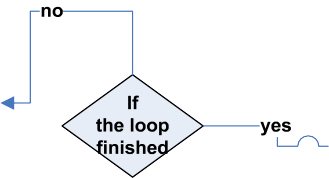 no
If
the loop
finished
yes